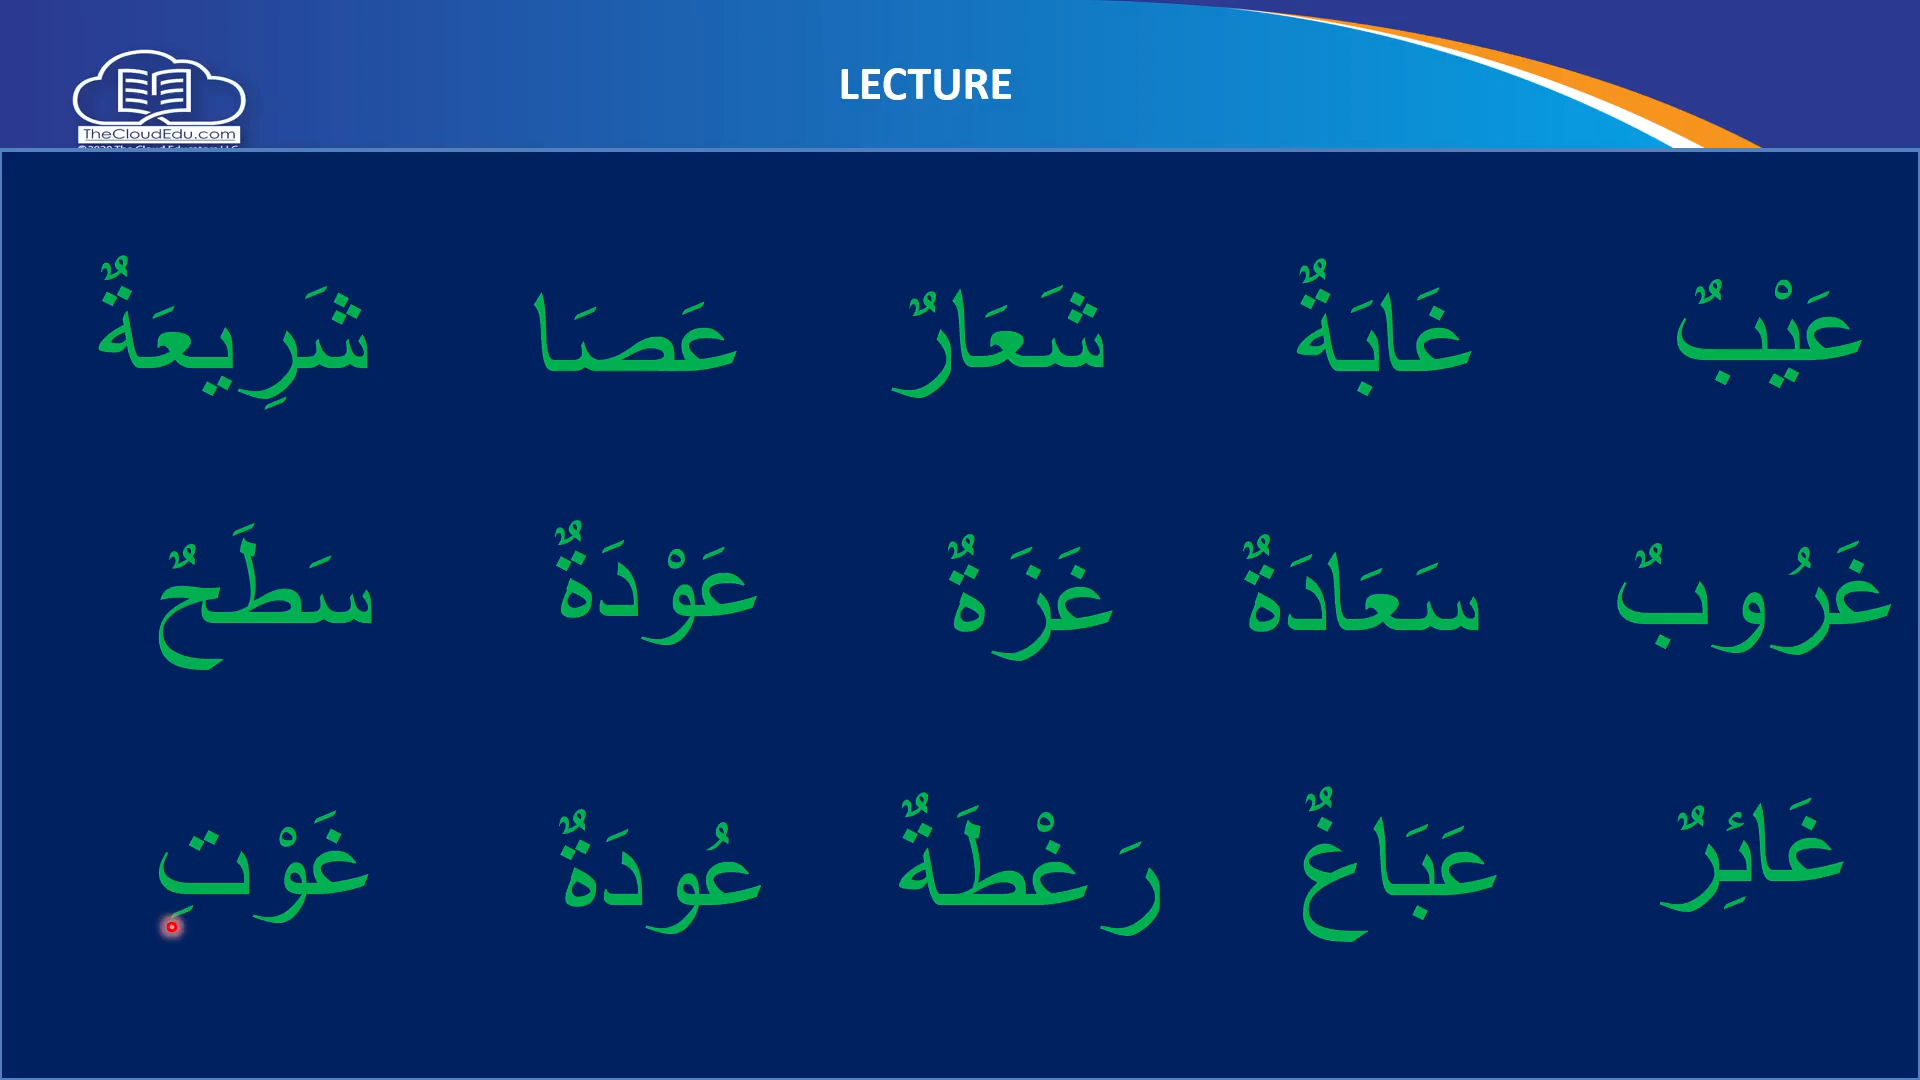 LECTURE
TheCloudEdu.com
عَيْبٌ غَابَةٌ شَعَارٌ عَصَا شَرِيعَةٌ
غَرُوبٌ سَعَادَةٌ غَزَةٌ عَوْدَةٌ سَطَحٌ
غَائِرٌ عَبَاغٌ رَغْظَةٌ عُودَةٌ غَوْتِ